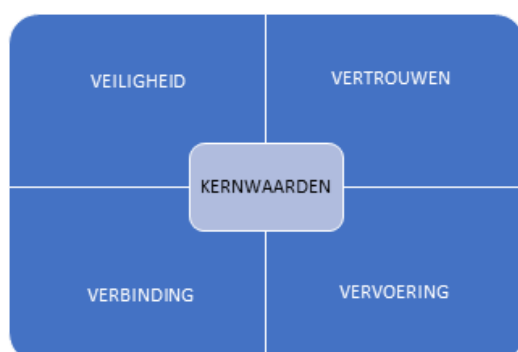 VEILIGHEID
VERTROUWEN
KERNWAARDEN
VERBINDING
VERVOERING